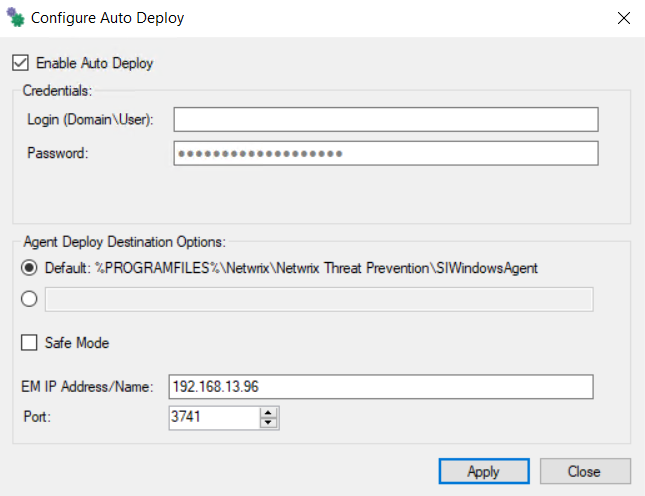 Configure Auto Deploy
Enable Auto Deploy
Credentials:
Login (Domain\User):
Password: ●●●●●●●●●●●●●●●●●●●
Agent Deploy Destination Options:
Default: %PROGRAMFILES%\Netwrix\Netwrix Threat Prevention\SIWindowsAgent
Safe Mode
EM IP Address/Name: 192.168.13.96
Port: 3741
Apply Close